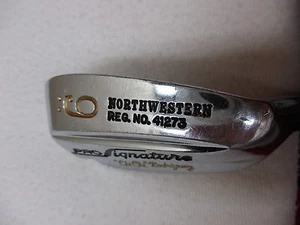 9
NORTHWESTERN
REG. NO. 41273
PRO Signature